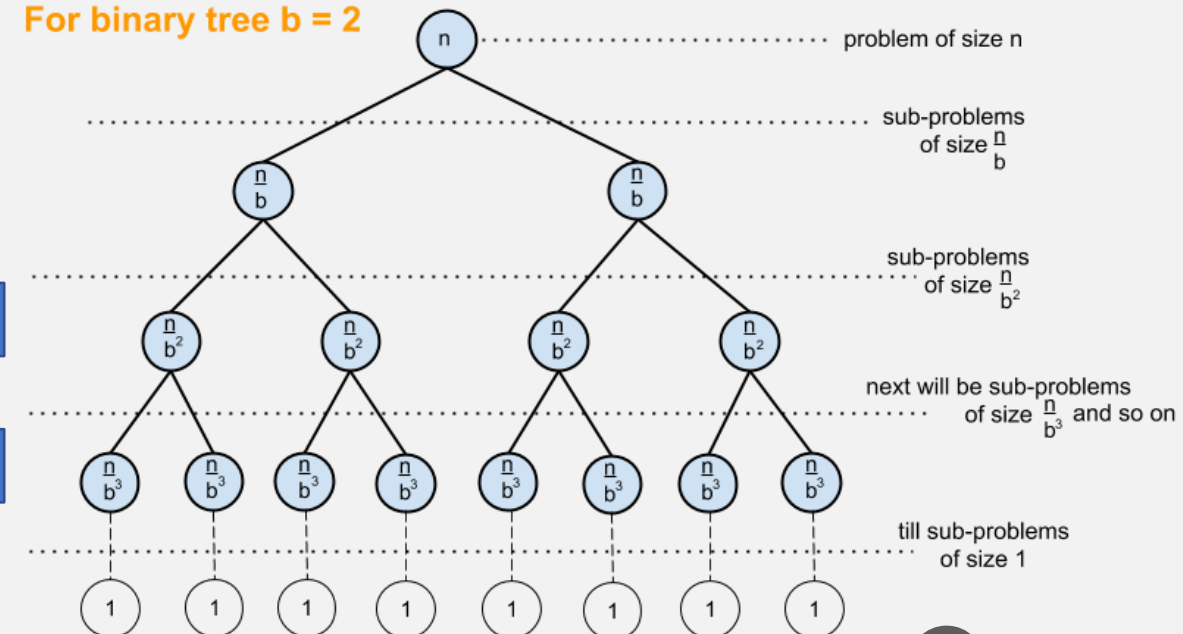 For binary tree b = 2
n
problem of size n
sub-problems
of size n/b
n/b
n/b
sub-problems
of size n/b²
n/b²
n/b²
n/b²
n/b²
next will be sub-problems
of size n/b³ and so on
n/b³
n/b³
n/b³
n/b³
n/b³
n/b³
n/b³
n/b³
till sub-problems
of size 1
1
1
1
1
1
1
1
1